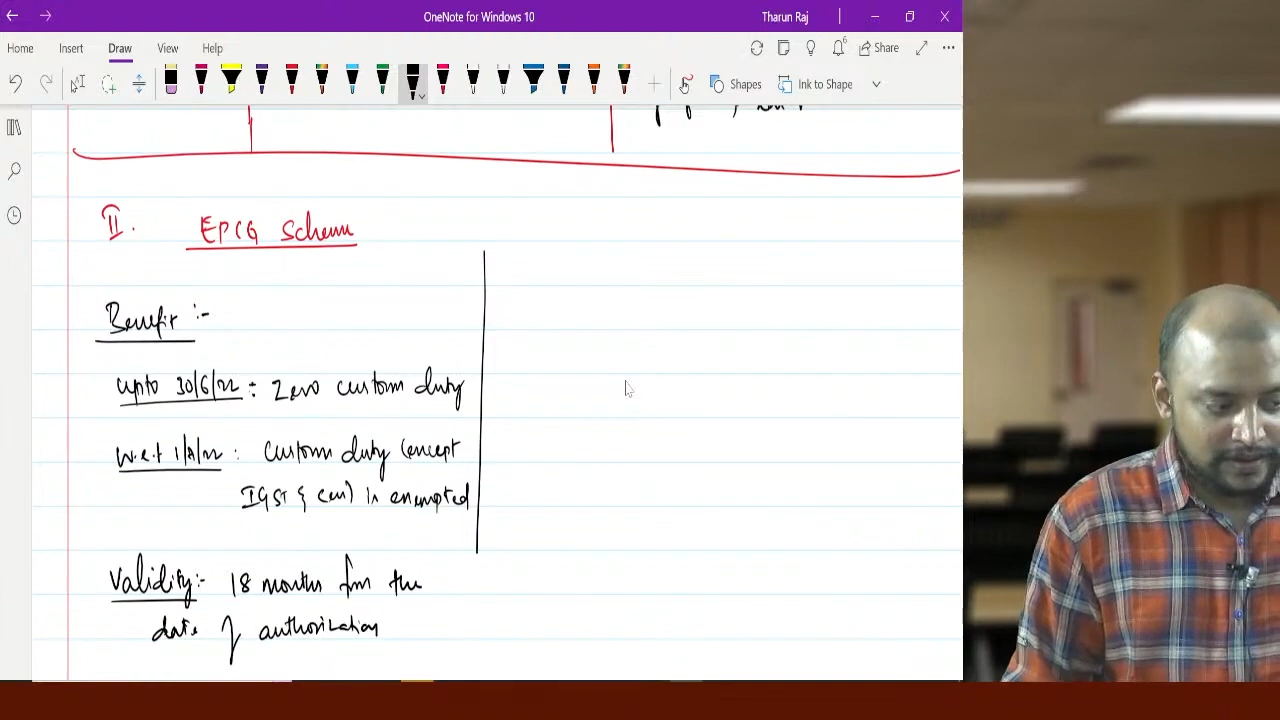 OneNote for Windows 10
Tharun Raj
Home Insert Draw View Help
6
Share
Shapes
Ink to Shape
II. EPCG Scheme
Benefit :-
Upto 30/6/22 : Zero custom duty
w.e.f 1/7/22 : Custom duty (except
IGST & cess) is exempted
Validity:- 18 months from the
date of authorization